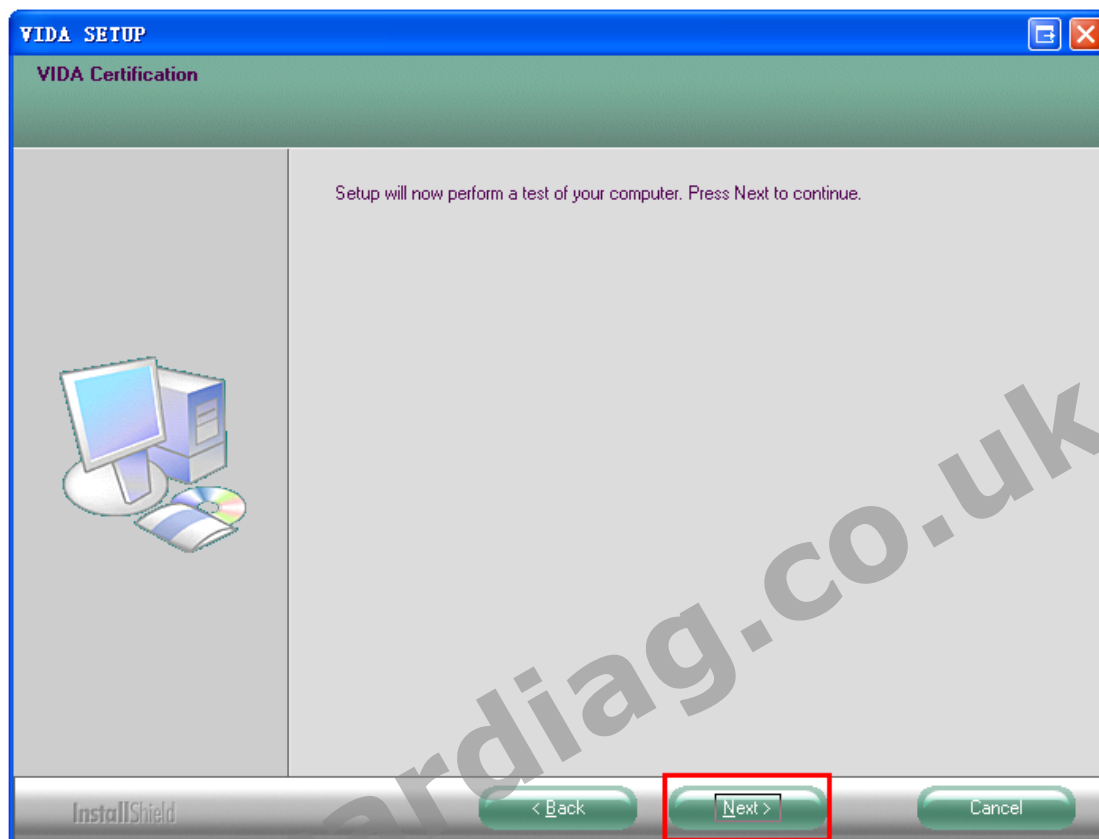 VIDA SETUP
VIDA Certification
Setup will now perform a test of your computer. Press Next to continue.
ardiag.co.uk
InstallShield
< Back
Next >
Cancel